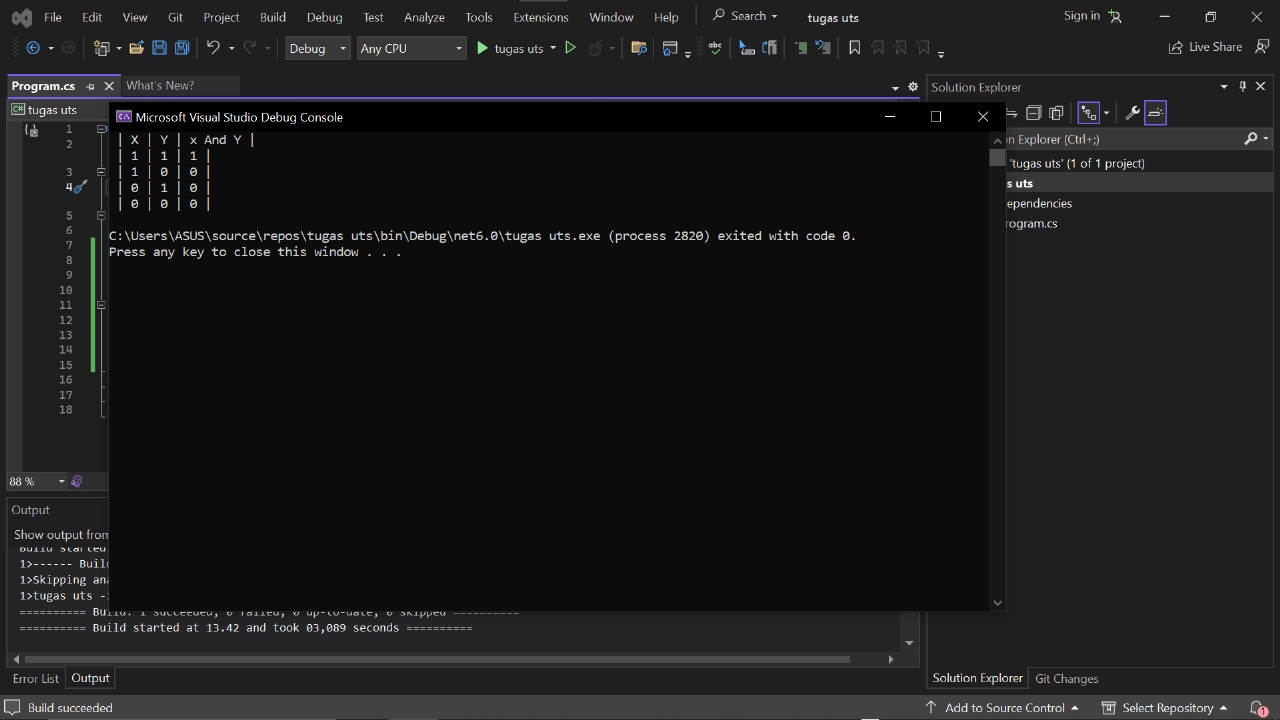 File Edit View Git Project Build Debug Test Analyze Tools Extensions Window Help Search tugas uts Sign in
Debug Any CPU tugas uts Live Share
Program.cs What's New? Solution Explorer
C# tugas uts
Microsoft Visual Studio Debug Console
| X | Y | x And Y |
| 1 | 1 | 1 |
| 1 | 0 | 0 |
| 0 | 1 | 0 |
| 0 | 0 | 0 |
C:\Users\ASUS\source\repos\tugas uts\bin\Debug\net6.0\tugas uts.exe (process 2820) exited with code 0.
Press any key to close this window . . .
1
2
3
4
5
6
7
8
9
10
11
12
13
14
15
16
17
18
Explorer (Ctrl+;)
'tugas uts' (1 of 1 project)
s uts
ependencies
rogram.cs
88 %
Output
Show output from
Build started
1>------ Buil
1>Skipping ana
1>tugas uts -
========== Build: 1 succeeded, 0 failed, 0 up-to-date, 0 skipped ==========
========== Build started at 13.42 and took 03,089 seconds ==========
Error List Output Solution Explorer Git Changes
Build succeeded Add to Source Control Select Repository 1